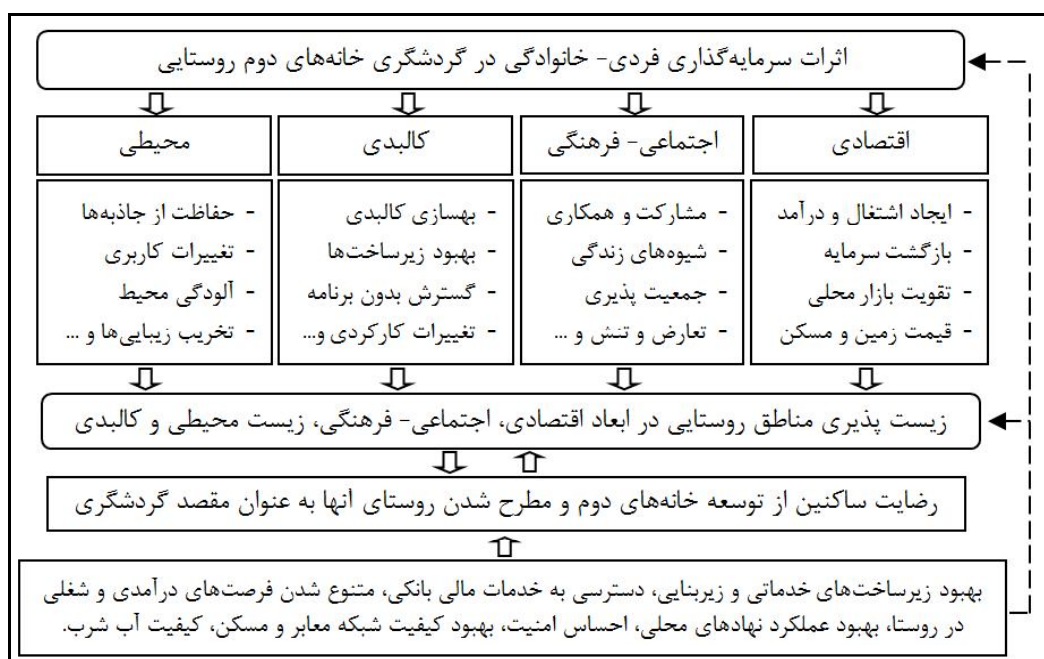 اثرات سرمایه‌گذاری فردی- خانوادگی در گردشگری خانه‌های دوم روستایی
اقتصادی
- ایجاد اشتغال و درآمد
- بازگشت سرمایه
- تقویت بازار محلی
- قیمت زمین و مسکن
اجتماعی- فرهنگی
- مشارکت و همکاری
- شیوه‌های زندگی
- جمعیت پذیری
- تعارض و تنش و ...
کالبدی
- بهسازی کالبدی
- بهبود زیرساخت‌ها
- گسترش بدون برنامه
- تغییرات کارکردی و...
محیطی
- حفاظت از جاذبه‌ها
- تغییرات کاربری
- آلودگی محیط
- تخریب زیبایی‌ها و ...
زیست پذیری مناطق روستایی در ابعاد اقتصادی، اجتماعی- فرهنگی، زیست محیطی و کالبدی
رضایت ساکنین از توسعه خانه‌های دوم و مطرح شدن روستای آنها به عنوان مقصد گردشگری
بهبود زیرساخت‌های خدماتی و زیربنایی، دسترسی به خدمات مالی بانکی، متنوع شدن فرصت‌های درآمدی و شغلی
در روستا، بهبود عملکرد نهادهای محلی، احساس امنیت، بهبود کیفیت شبکه معابر و مسکن، کیفیت آب شرب.